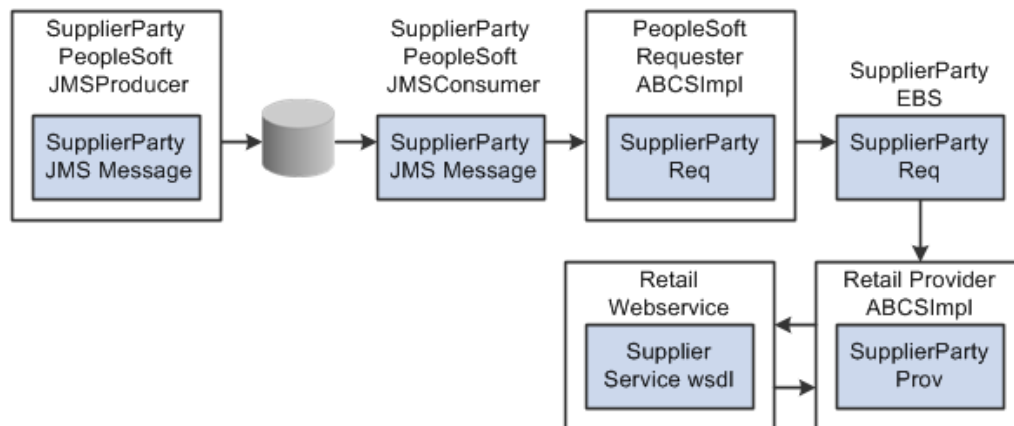 SupplierParty
PeopleSoft
JMSProducer
SupplierParty
JMS Message
SupplierParty
PeopleSoft
JMSConsumer
SupplierParty
JMS Message
PeopleSoft
Requester
ABCSImpl
SupplierParty
Req
SupplierParty
EBS
SupplierParty
Req
Retail
Webservice
Supplier
Service wsdl
Retail Provider
ABCSImpl
SupplierParty
Prov